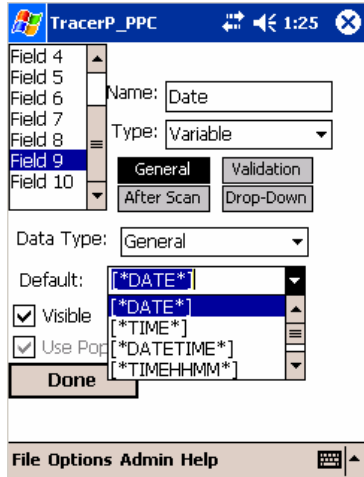 TracerP_PPC 1:25
Field 4
Field 5
Field 6
Field 7
Field 8
Field 9
Field 10
Name: Date
Type: Variable
General Validation
After Scan Drop-Down
Data Type: General
Default: [*DATE*]
[*DATE*]
[*TIME*]
[*DATETIME*]
[*TIMEHHMM*]
Visible
Use Pop
Done
File Options Admin Help